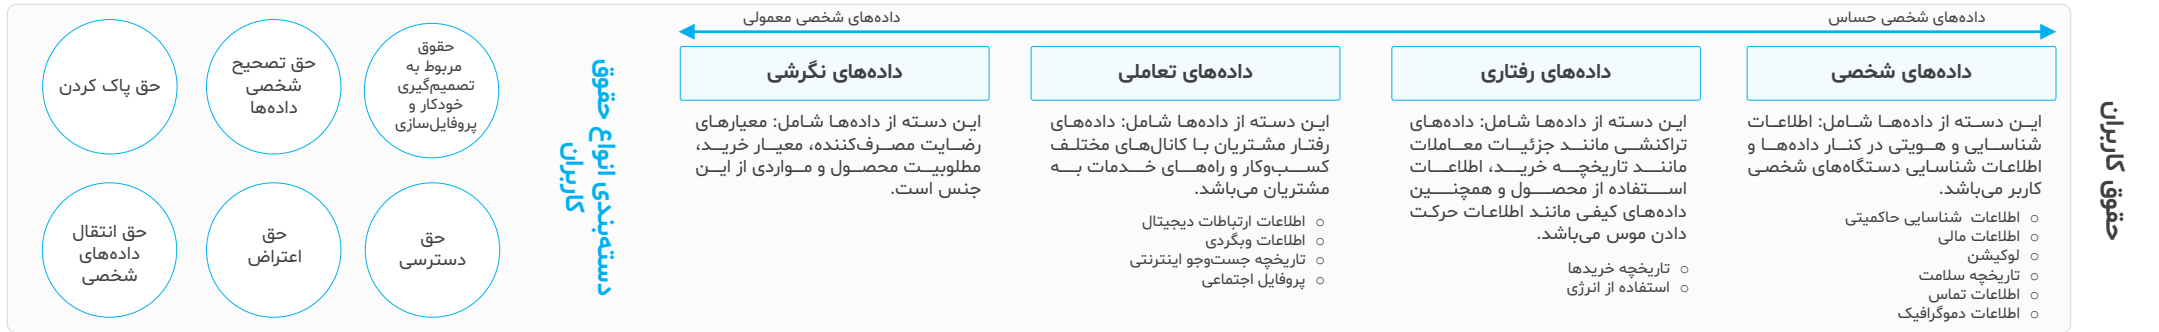 حقوق کاربران
داده‌های شخصی حساس
داده‌های شخصی معمولی
داده‌های شخصی
این دسته از داده‌ها شامل: اطلاعات
شناسایی و هویتی در کنار داده‌ها و
اطلاعات شناسایی دستگاه‌های شخصی
کاربر می‌باشد.
○ اطلاعات شناسایی حاکمیتی
○ اطلاعات مالی
○ لوکیشن
○ تاریخچه سلامت
○ اطلاعات تماس
○ اطلاعات دموگرافیک
داده‌های رفتاری
این دسته از داده‌ها شامل: داده‌های
تراکنشی مانند جزئیات معاملات
مانند تاریخچه خرید، اطلاعات
استفاده از محصول و همچنین
داده‌های کیفی مانند اطلاعات حرکت
دادن موس می‌باشد.
○ تاریخچه خریدها
○ استفاده از انرژی
داده‌های تعاملی
این دسته از داده‌ها شامل: داده‌های
رفتار مشتریان با کانال‌های مختلف
کسب‌وکار و راه‌های خدمات به
مشتریان می‌باشد.
○ اطلاعات ارتباطات دیجیتال
○ اطلاعات وبگردی
○ تاریخچه جست‌وجو اینترنتی
○ پروفایل اجتماعی
داده‌های نگرشی
این دسته از داده‌ها شامل: معیارهای
رضایت مصرف‌کننده، معیار خرید،
مطلوبیت محصول و مواردی از این
جنس است.
دسته‌بندی انواع حقوق
کاربران
حقوق
مربوط به
تصمیم‌گیری
خودکار و
پروفایل‌سازی
حق تصحیح
شخصی
داده‌ها
حق پاک کردن
حق
دسترسی
حق
اعتراض
حق انتقال
داده‌های
شخصی